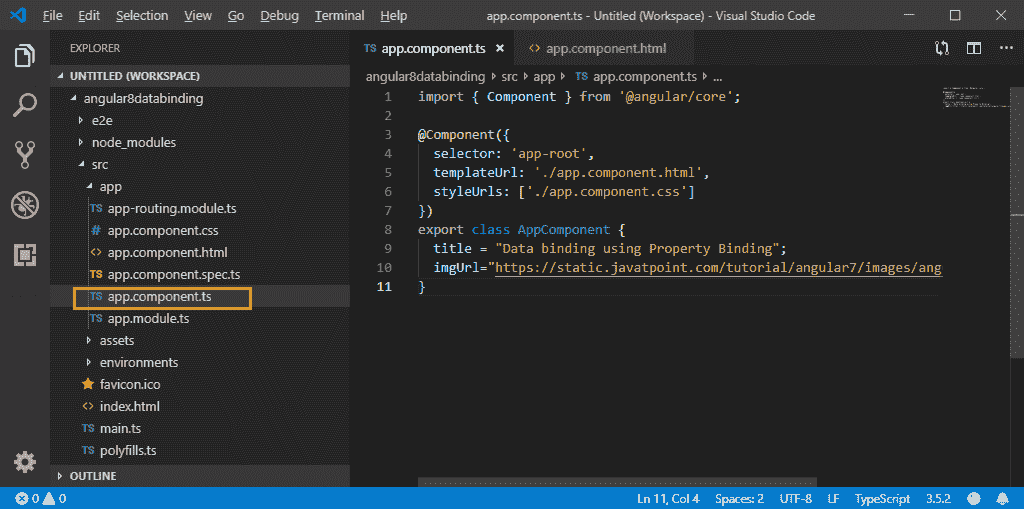 File Edit Selection View Go Debug Terminal Help app.component.ts - Untitled (Workspace) - Visual Studio Code
EXPLORER
UNTITLED (WORKSPACE)
angular8databinding
e2e
node_modules
src
app
TS app-routing.module.ts
# app.component.css
<> app.component.html
TS app.component.spec.ts
TS app.component.ts
TS app.module.ts
assets
environments
favicon.ico
<> index.html
TS main.ts
TS polyfills.ts
OUTLINE
TS app.component.ts × <> app.component.html
angular8databinding › src › app › TS app.component.ts › ...
1 import { Component } from '@angular/core';
2
3 @Component({
4   selector: 'app-root',
5   templateUrl: './app.component.html',
6   styleUrls: ['./app.component.css']
7 })
8 export class AppComponent {
9   title = "Data binding using Property Binding";
10   imgUrl="https://static.javatpoint.com/tutorial/angular7/images/ang
11 }
0 0 Ln 11, Col 4 Spaces: 2 UTF-8 LF TypeScript 3.5.2